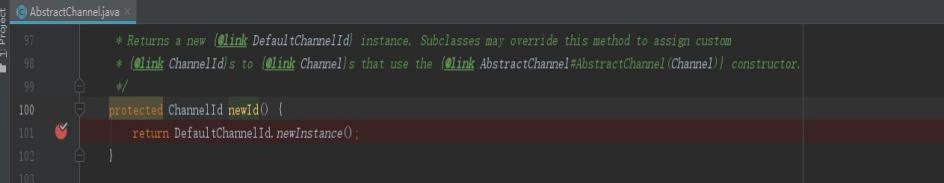 AbstractChannel.java
1: Project
97 * Returns a new {@link DefaultChannelId} instance. Subclasses may override this method to assign custom
98 * {@link ChannelId}s to {@link Channel}s that use the {@link AbstractChannel#AbstractChannel(Channel)} constructor.
99 */
100 protected ChannelId newId() {
101 return DefaultChannelId.newInstance();
102 }
103